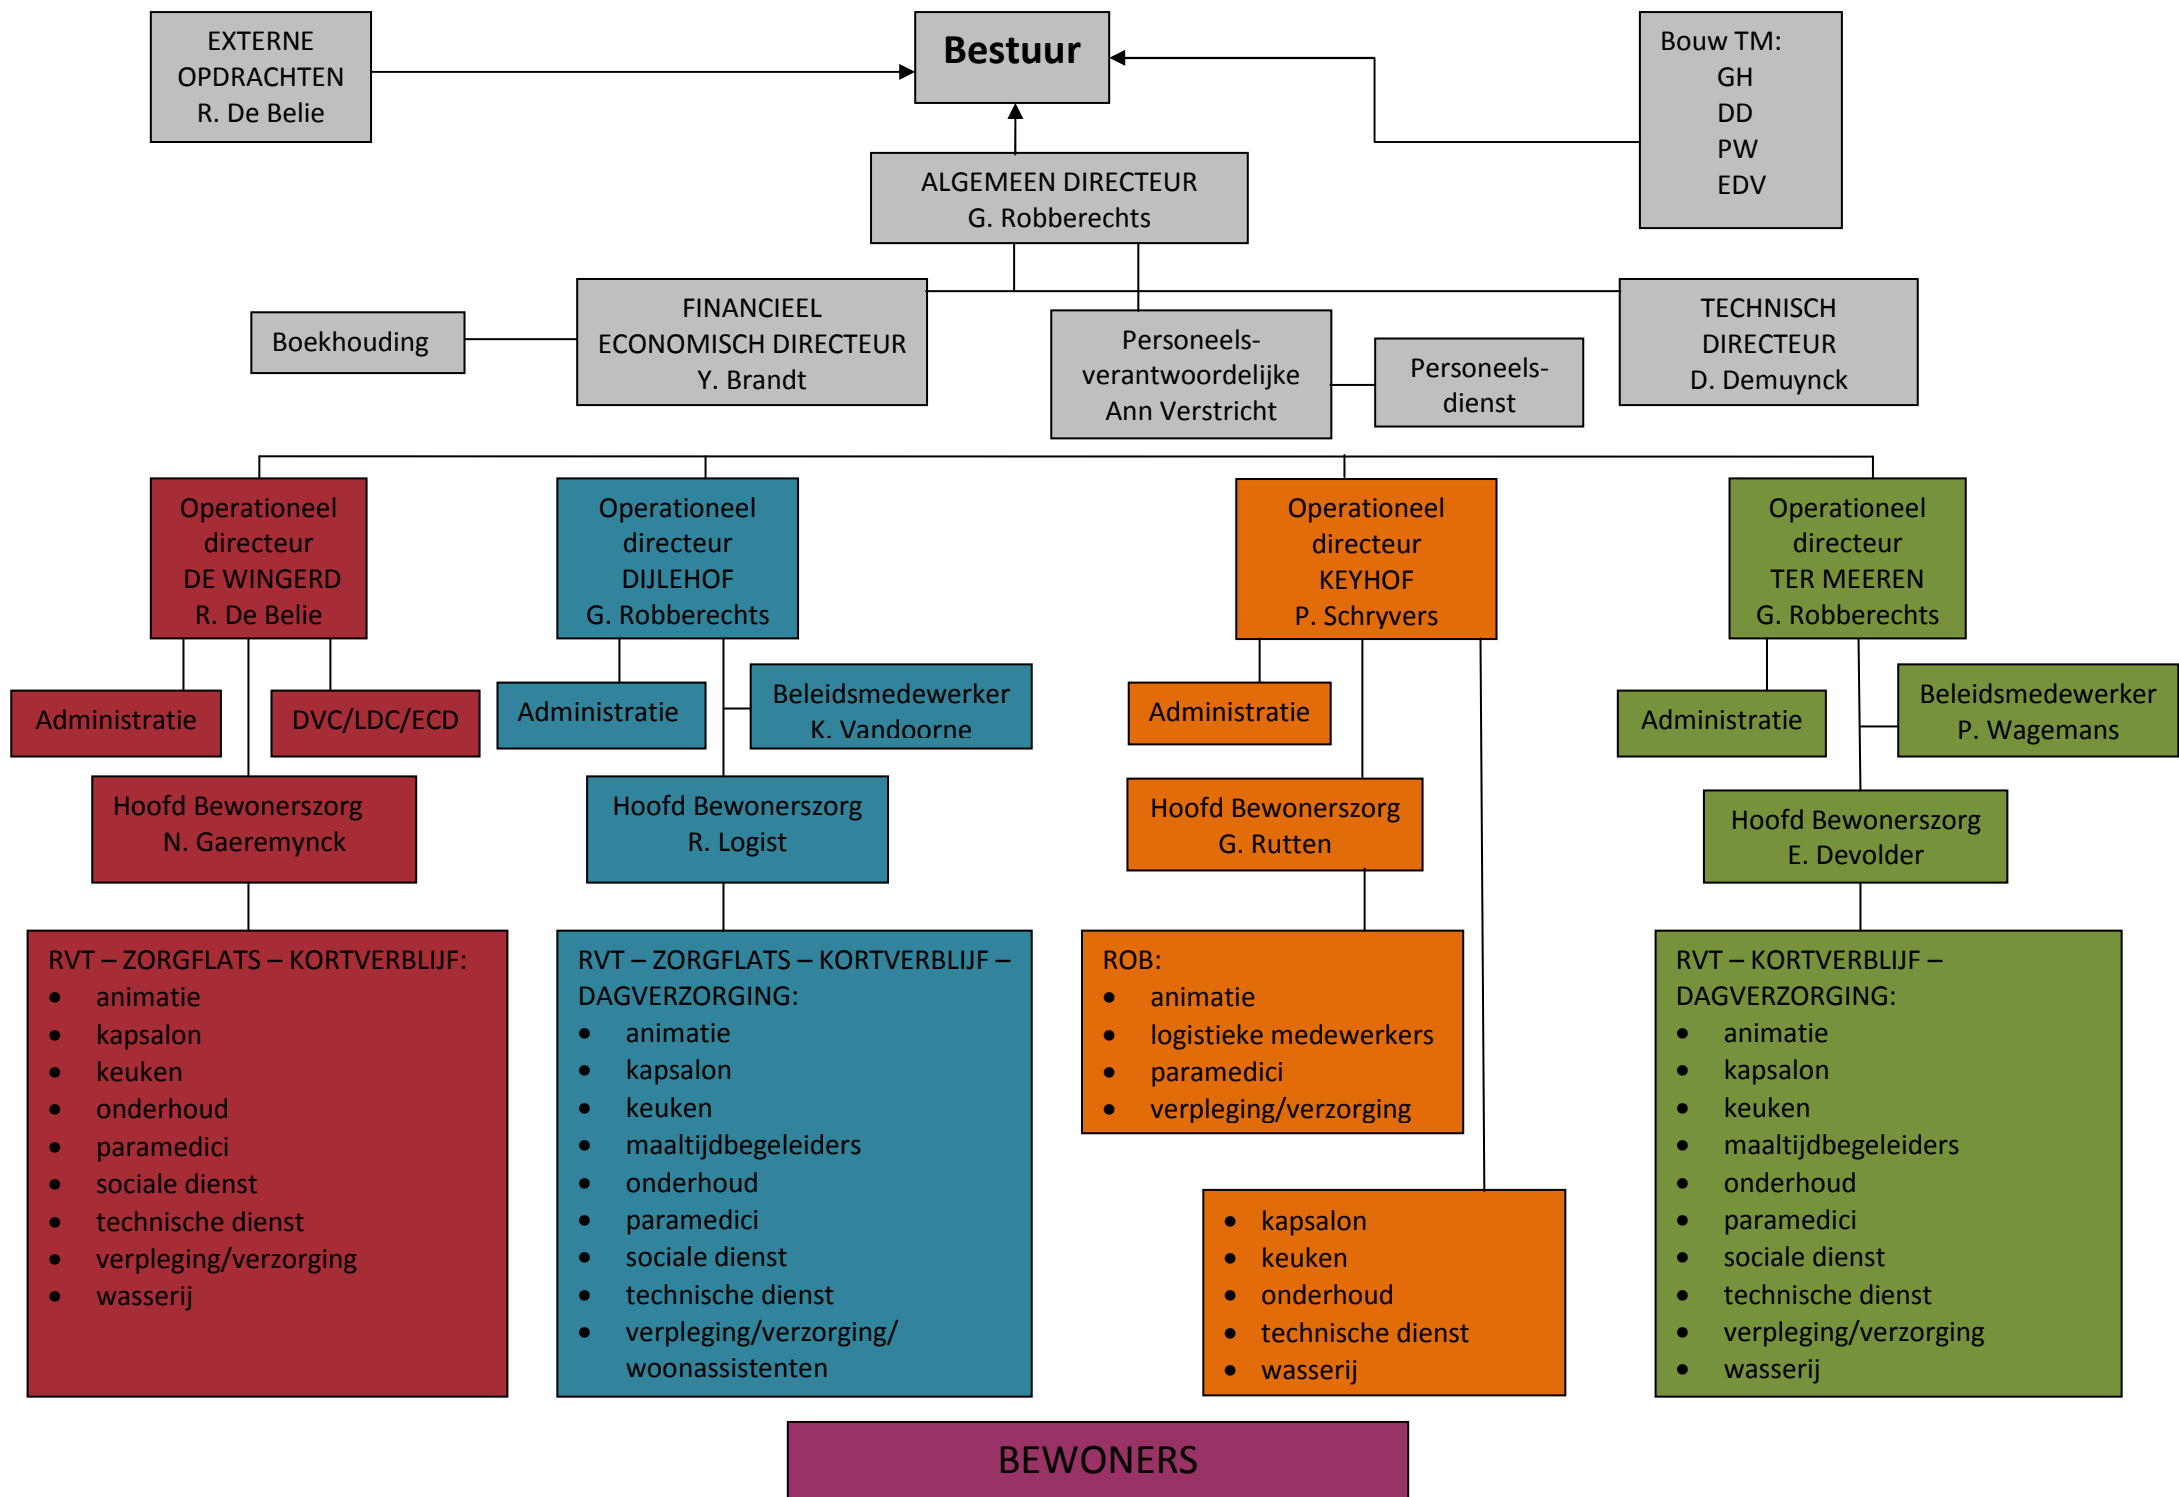 EXTERNE
OPDRACHTEN
R. De Belie
Bestuur
Bouw TM:
GH
DD
PW
EDV
ALGEMEEN DIRECTEUR
G. Robberechts
Boekhouding
FINANCIEEL
ECONOMISCH DIRECTEUR
Y. Brandt
Personeels-
verantwoordelijke
Ann Verstricht
Personeels-
dienst
TECHNISCH
DIRECTEUR
D. Demuynck
Operationeel
directeur
DE WINGERD
R. De Belie
Operationeel
directeur
DIJLEHOF
G. Robberechts
Operationeel
directeur
KEYHOF
P. Schryvers
Operationeel
directeur
TER MEEREN
G. Robberechts
Administratie
DVC/LDC/ECD
Administratie
Beleidsmedewerker
K. Vandoorne
Administratie
Administratie
Beleidsmedewerker
P. Wagemans
Hoofd Bewonerszorg
N. Gaeremynck
Hoofd Bewonerszorg
R. Logist
Hoofd Bewonerszorg
G. Rutten
Hoofd Bewonerszorg
E. Devolder
RVT – ZORGFLATS – KORTVERBLIJF:
• animatie
• kapsalon
• keuken
• onderhoud
• paramedici
• sociale dienst
• technische dienst
• verpleging/verzorging
• wasserij
RVT – ZORGFLATS – KORTVERBLIJF –
DAGVERZORGING:
• animatie
• kapsalon
• keuken
• maaltijdbegeleiders
• onderhoud
• paramedici
• sociale dienst
• technische dienst
• verpleging/verzorging/
woonassistenten
ROB:
• animatie
• logistieke medewerkers
• paramedici
• verpleging/verzorging
• kapsalon
• keuken
• onderhoud
• technische dienst
• wasserij
RVT – KORTVERBLIJF –
DAGVERZORGING:
• animatie
• kapsalon
• keuken
• maaltijdbegeleiders
• onderhoud
• paramedici
• sociale dienst
• technische dienst
• verpleging/verzorging
• wasserij
BEWONERS